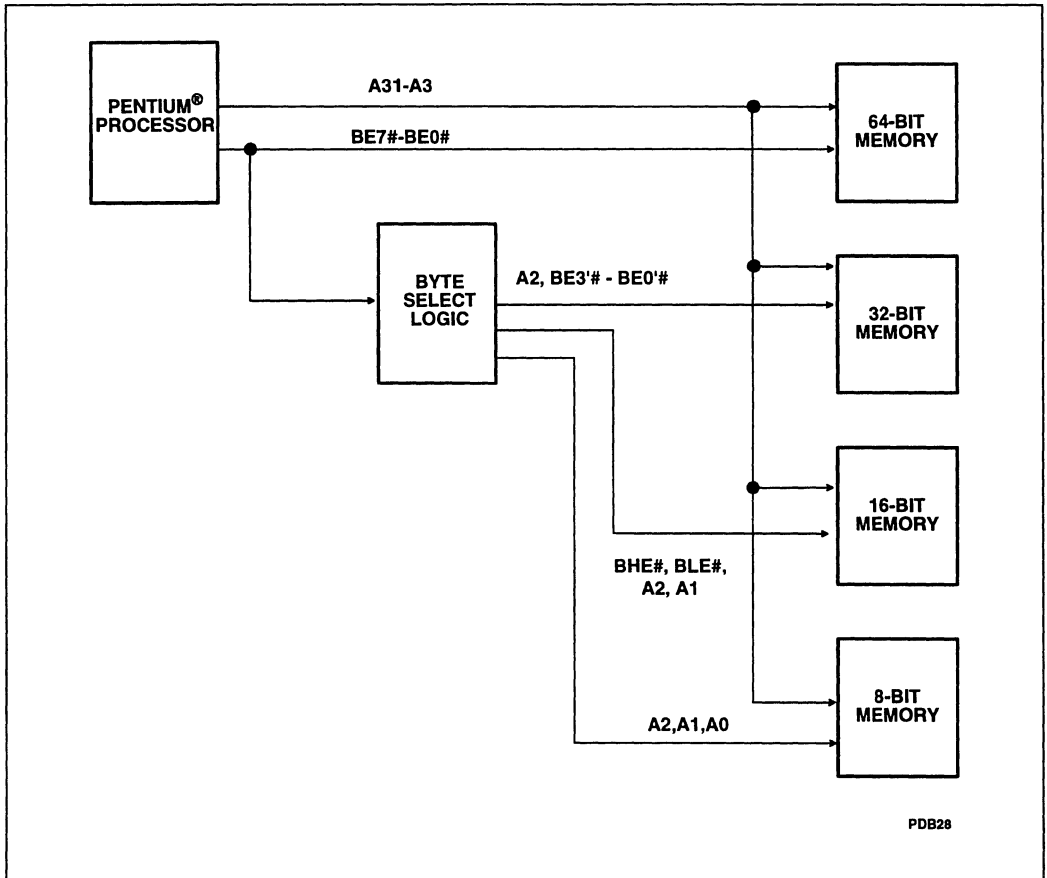 PENTIUM®
PROCESSOR
A31-A3
BE7#-BE0#
64-BIT
MEMORY
BYTE
SELECT
LOGIC
A2, BE3'# - BE0'#
32-BIT
MEMORY
16-BIT
MEMORY
BHE#, BLE#,
A2, A1
8-BIT
MEMORY
A2,A1,A0
PDB28